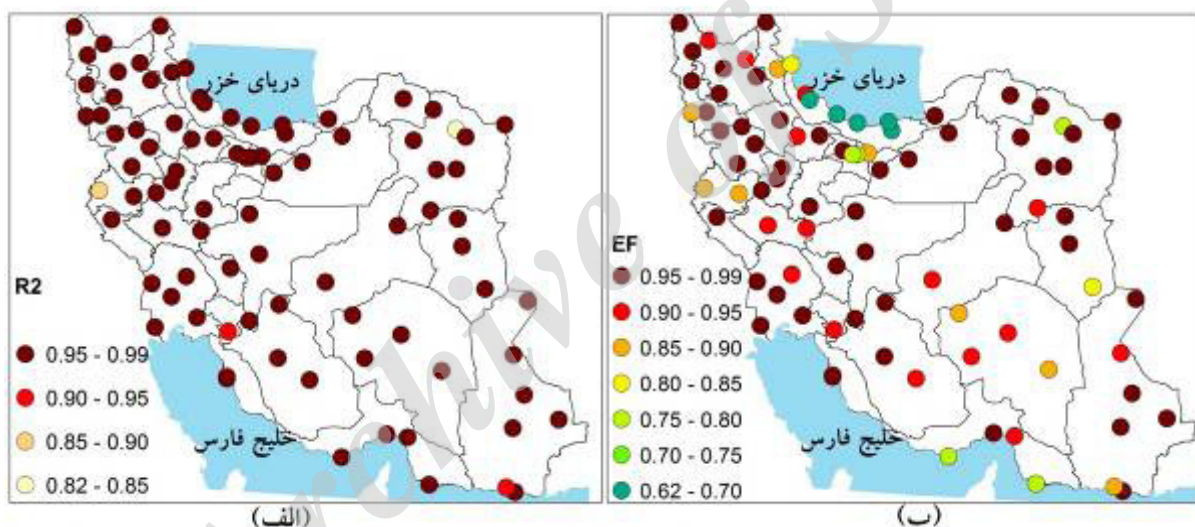 دریای خزر
R2
0.95 - 0.99
0.90 - 0.95
0.85 - 0.90
0.82 - 0.85
خلیج فارس
(الف)
دریای خزر
EF
0.95 - 0.99
0.90 - 0.95
0.85 - 0.90
0.80 - 0.85
0.75 - 0.80
0.70 - 0.75
0.62 - 0.70
خلیج فارس
(ب)
Archive of S